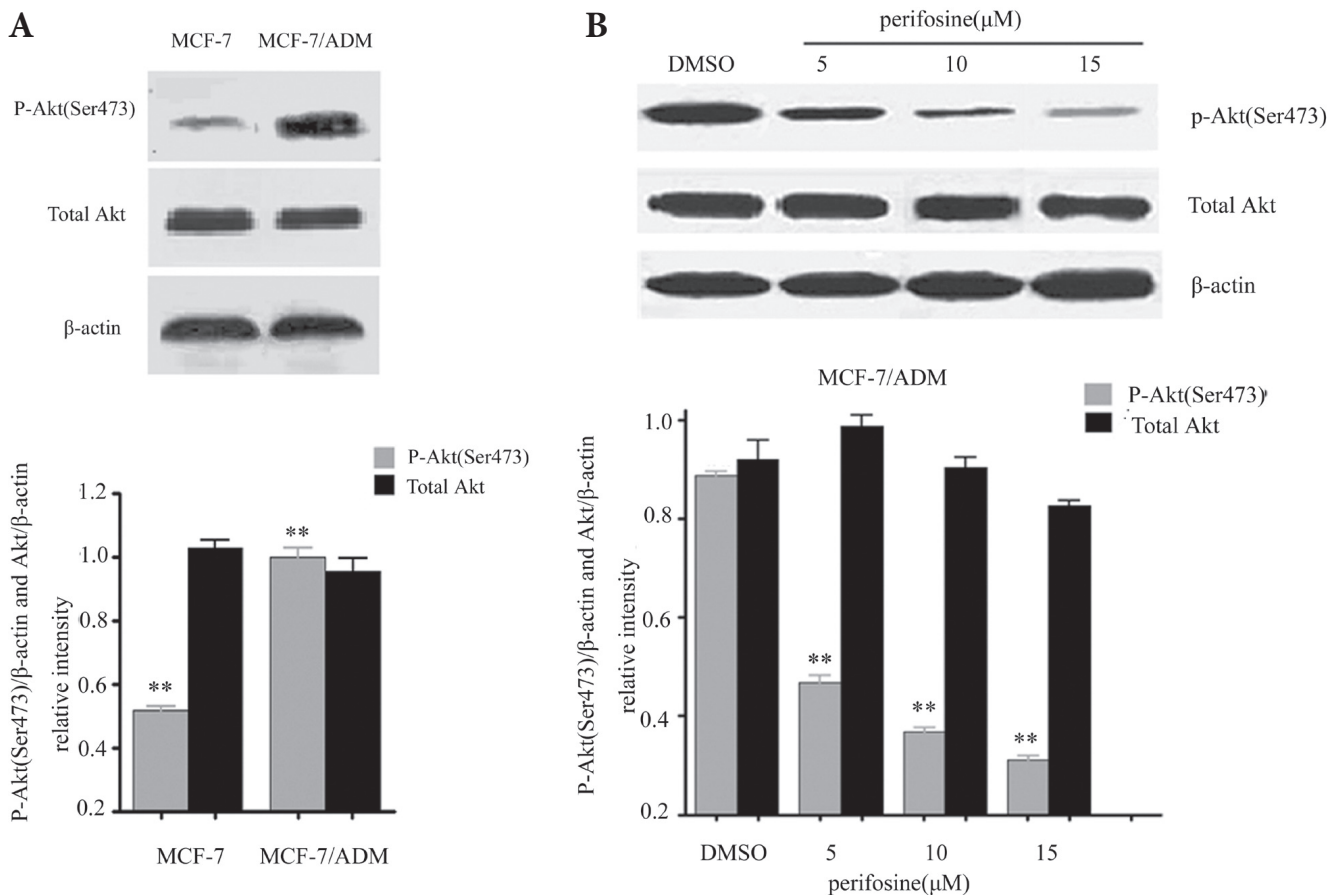 A
MCF-7 MCF-7/ADM
P-Akt(Ser473)
Total Akt
β-actin
P-Akt(Ser473)/β-actin and Akt/β-actin
relative intensity
P-Akt(Ser473)
Total Akt
1.2
1.0
0.8
0.6
0.4
0.2
**
**
MCF-7 MCF-7/ADM
B
perifosine(μM)
DMSO 5 10 15
p-Akt(Ser473)
Total Akt
β-actin
MCF-7/ADM
P-Akt(Ser473)
Total Akt
P-Akt(Ser473)/β-actin and Akt/β-actin
relative intensity
1.0
0.8
0.6
0.4
0.2
**
**
**
DMSO 5 10 15
perifosine(μM)